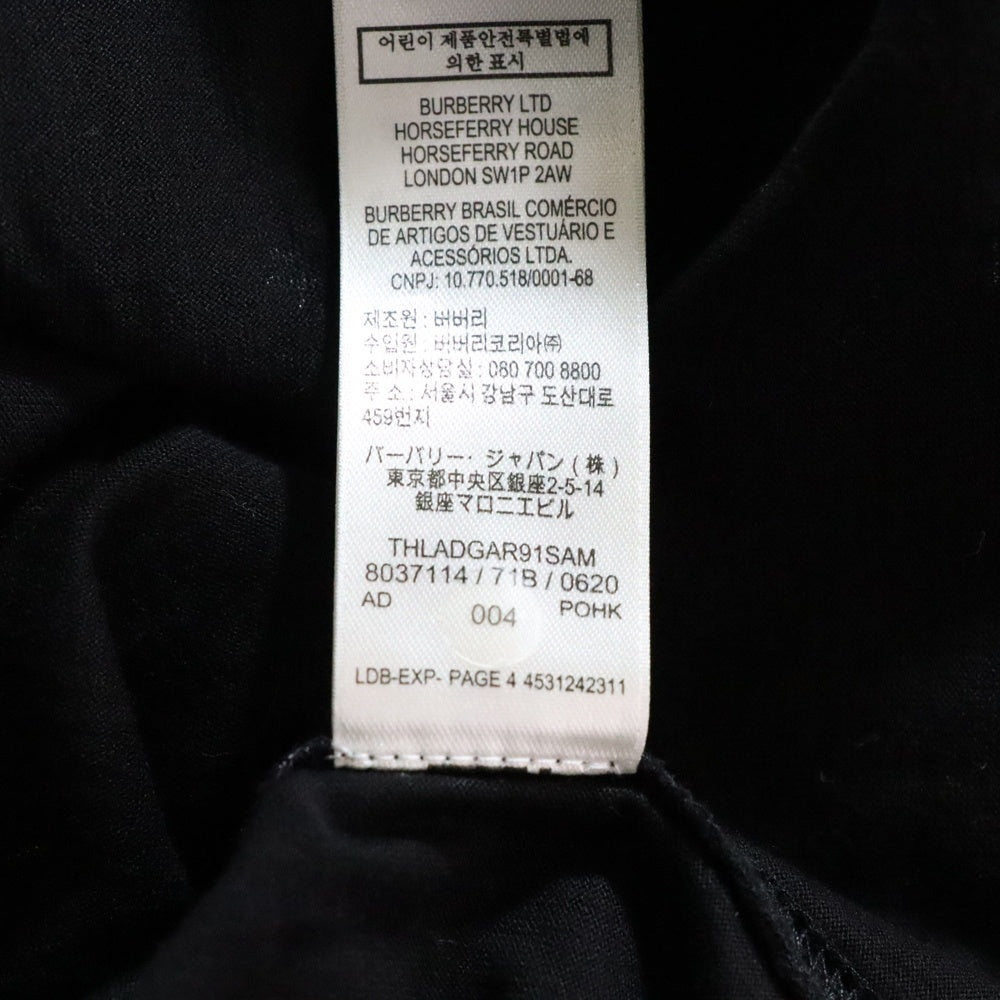 어린이 제품안전특별법에
의한 표시
BURBERRY LTD
HORSEFERRY HOUSE
HORSEFERRY ROAD
LONDON SW1P 2AW
BURBERRY BRASIL COMÉRCIO
DE ARTIGOS DE VESTUÁRIO E
ACESSÓRIOS LTDA.
CNPJ: 10.770.518/0001-68
제조원 : 버버리
수입원 : 버버리코리아㈜
소비자상담실 : 080 700 8800
주 소 : 서울시 강남구 도산대로
459번지
バーバリー・ジャパン ( 株 )
東京都中央区銀座2-5-14
銀座マロニエビル
THLADGAR91SAM
8037114 / 71B / 0620
AD 004 POHK
LDB-EXP- PAGE 4 4531242311